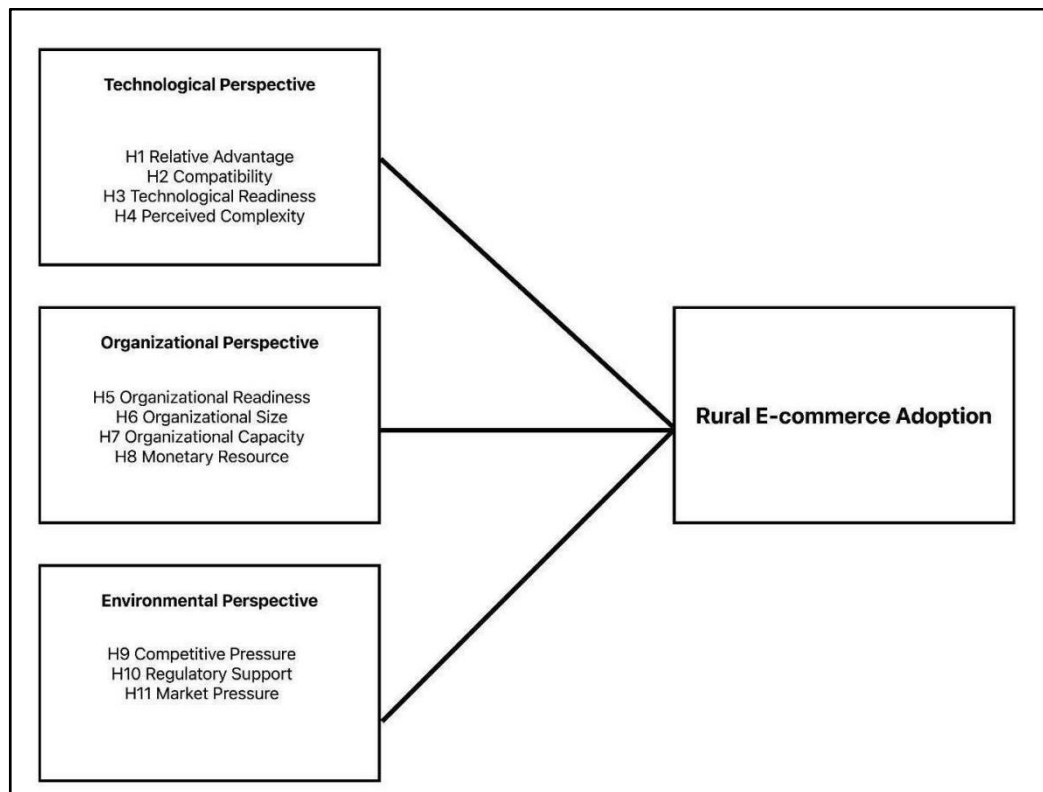 Technological Perspective
H1 Relative Advantage
H2 Compatibility
H3 Technological Readiness
H4 Perceived Complexity
Organizational Perspective
H5 Organizational Readiness
H6 Organizational Size
H7 Organizational Capacity
H8 Monetary Resource
Environmental Perspective
H9 Competitive Pressure
H10 Regulatory Support
H11 Market Pressure
Rural E-commerce Adoption